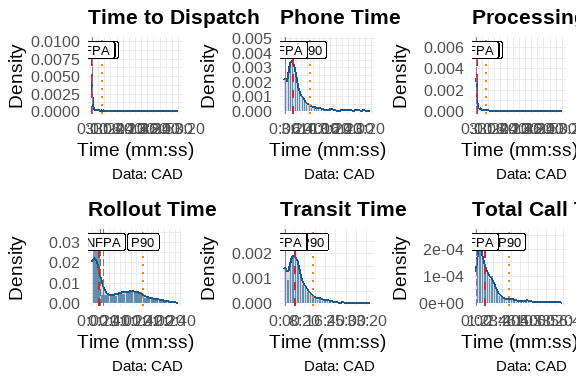 Time to Dispatch
Phone Time
Processing
0.0100
0.0075
0.0050
0.0025
0.0000
Density
FPA
Time (mm:ss)
Data: CAD
0.005
0.004
0.003
0.002
0.001
0.000
Density
FPA
P90
Time (mm:ss)
Data: CAD
0.006
0.004
0.002
0.000
Density
FPA
Time (mm:ss)
Data: CAD
Rollout Time
Transit Time
Total Call T
0.03
0.02
0.01
0.00
Density
NFPA
P90
Time (mm:ss)
Data: CAD
0.002
0.001
0.000
Density
FPA
P90
Time (mm:ss)
Data: CAD
2e-04
1e-04
0e+00
Density
FPA
P90
Time (mm:ss)
Data: CAD